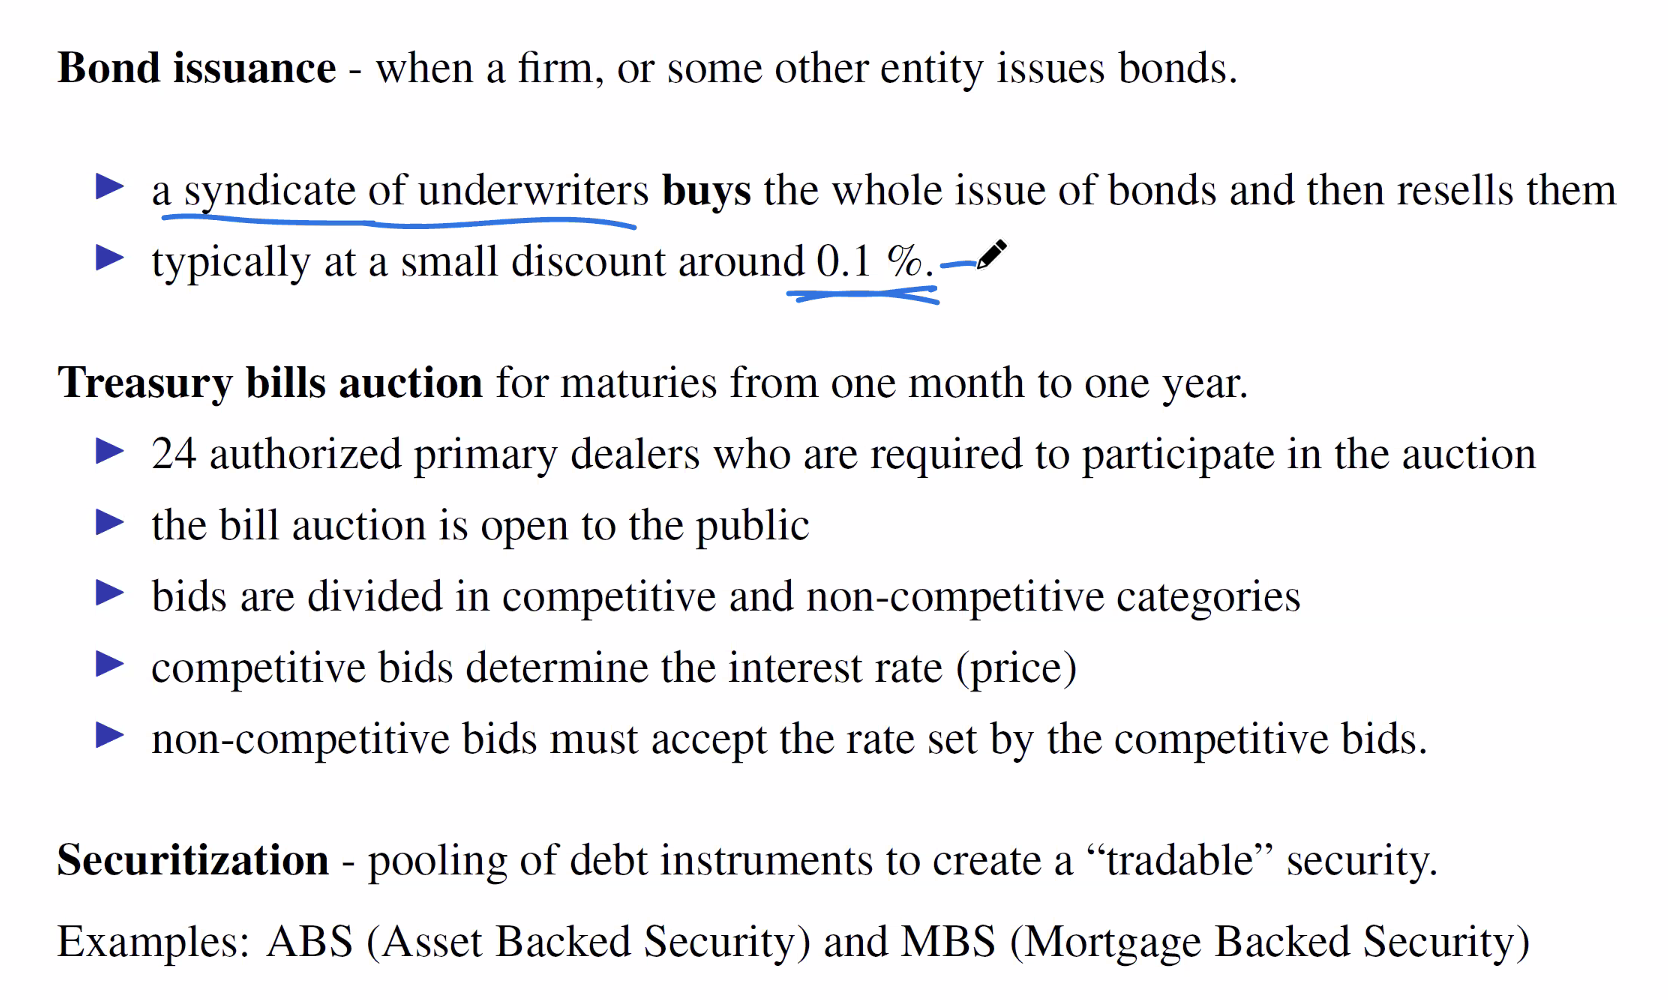 Bond issuance - when a firm, or some other entity issues bonds.
▶ a syndicate of underwriters buys the whole issue of bonds and then resells them
▶ typically at a small discount around 0.1 %.
Treasury bills auction for maturies from one month to one year.
▶ 24 authorized primary dealers who are required to participate in the auction
▶ the bill auction is open to the public
▶ bids are divided in competitive and non-competitive categories
▶ competitive bids determine the interest rate (price)
▶ non-competitive bids must accept the rate set by the competitive bids.
Securitization - pooling of debt instruments to create a “tradable” security.
Examples: ABS (Asset Backed Security) and MBS (Mortgage Backed Security)